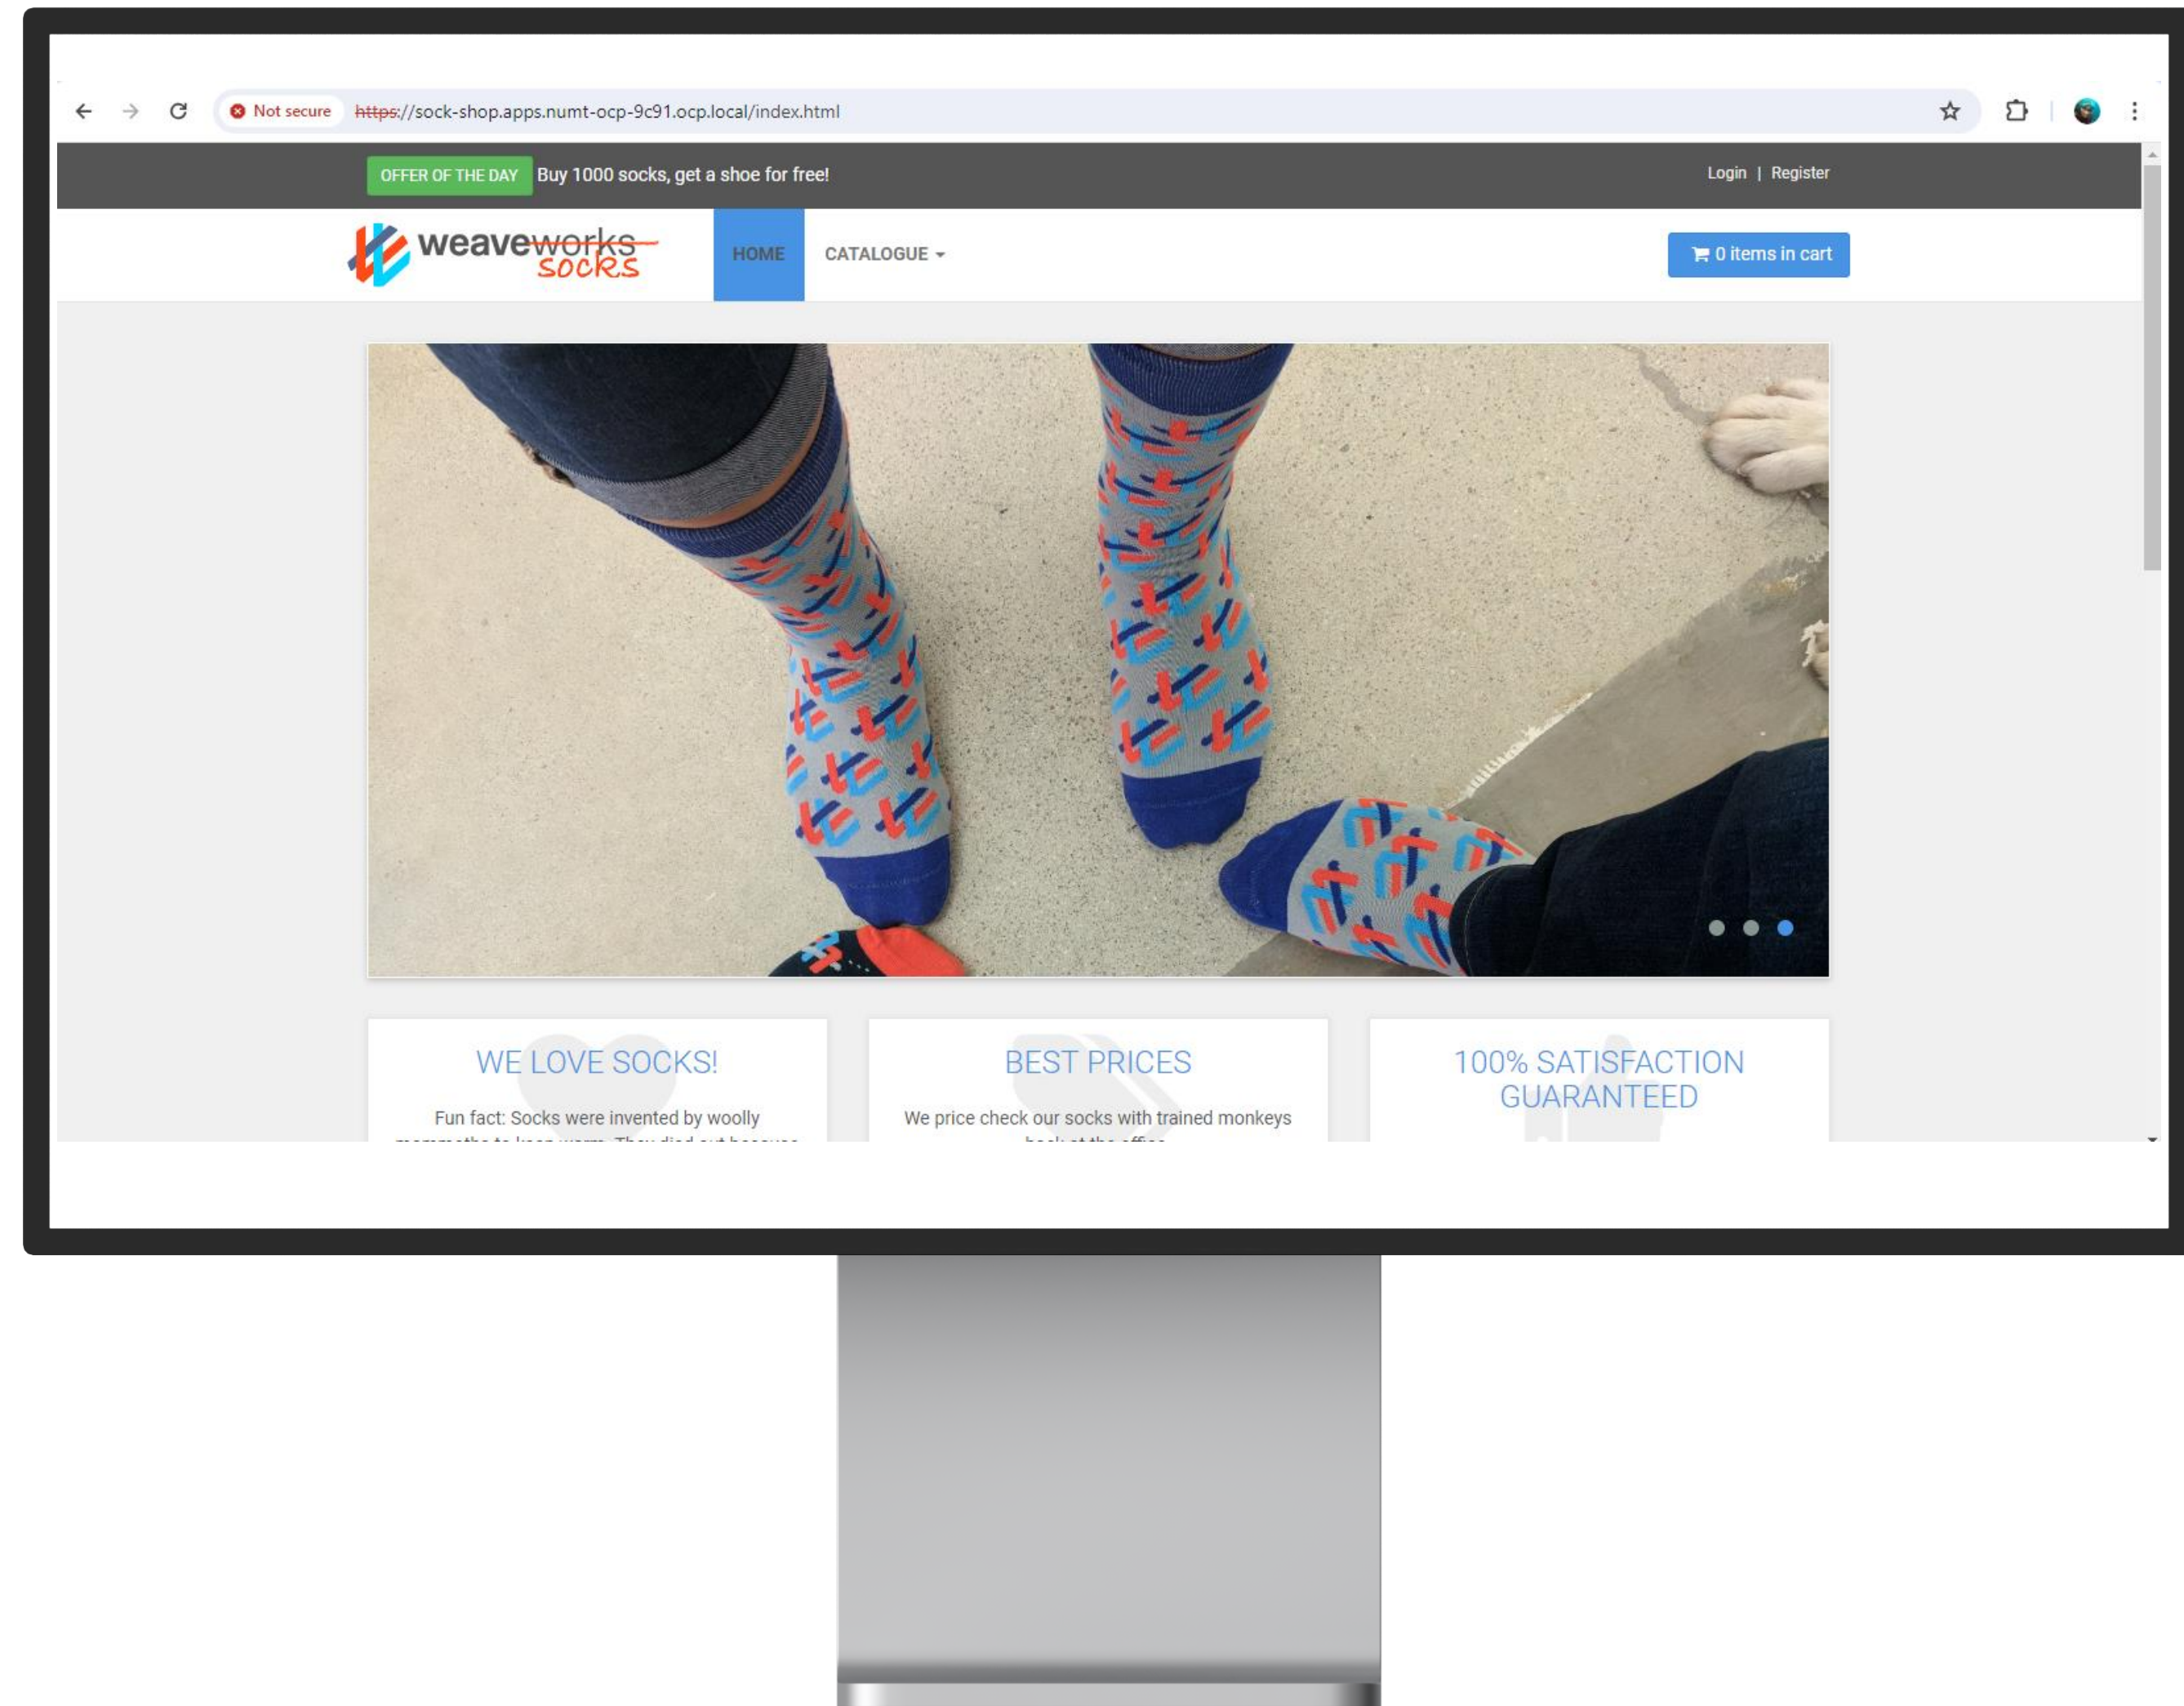 Not secure https://sock-shop.apps.numt-ocp-9c91.ocp.local/index.html
OFFER OF THE DAY Buy 1000 socks, get a shoe for free! Login | Register
weaveworks
socks
HOME CATALOGUE 0 items in cart
WE LOVE SOCKS!
Fun fact: Socks were invented by woolly
BEST PRICES
We price check our socks with trained monkeys
100% SATISFACTION
GUARANTEED